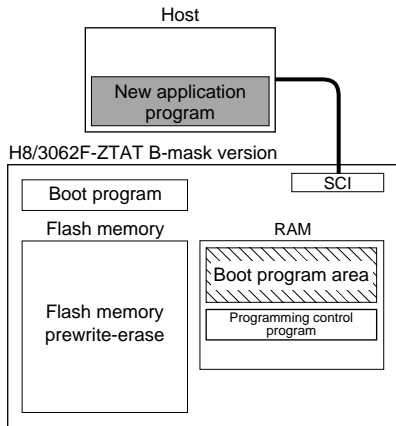 Host
New application
program
H8/3062F-ZTAT B-mask version
SCI
Boot program
Flash memory
RAM
Boot program area
Flash memory
prewrite-erase
Programming control
program